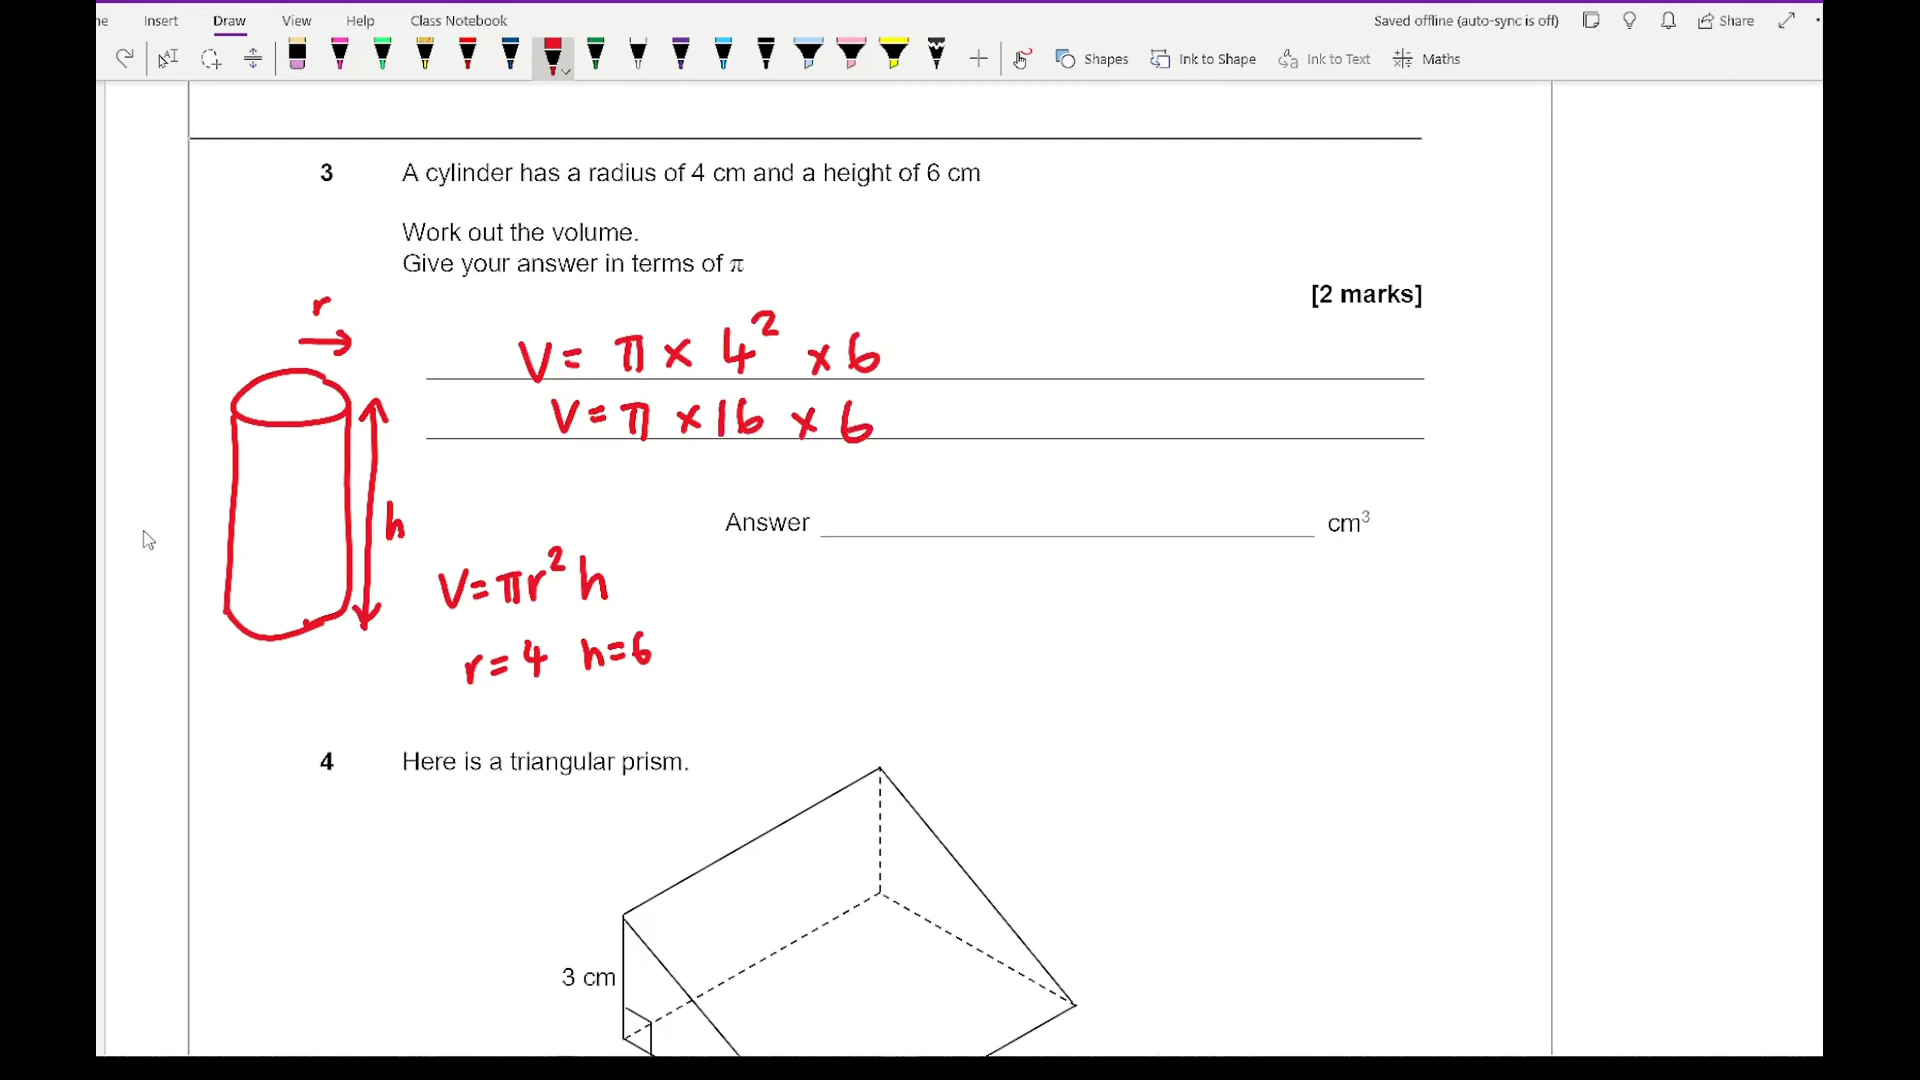 Insert Draw View Help Class Notebook Saved offline (auto-sync is off) Share
Shapes Ink to Shape Ink to Text Maths
3 A cylinder has a radius of 4 cm and a height of 6 cm
Work out the volume.
Give your answer in terms of π
[2 marks]
r
V= π × 4² × 6
V= π × 16 × 6
h
Answer cm³
V=πr²h
r=4 h=6
4 Here is a triangular prism.
3 cm